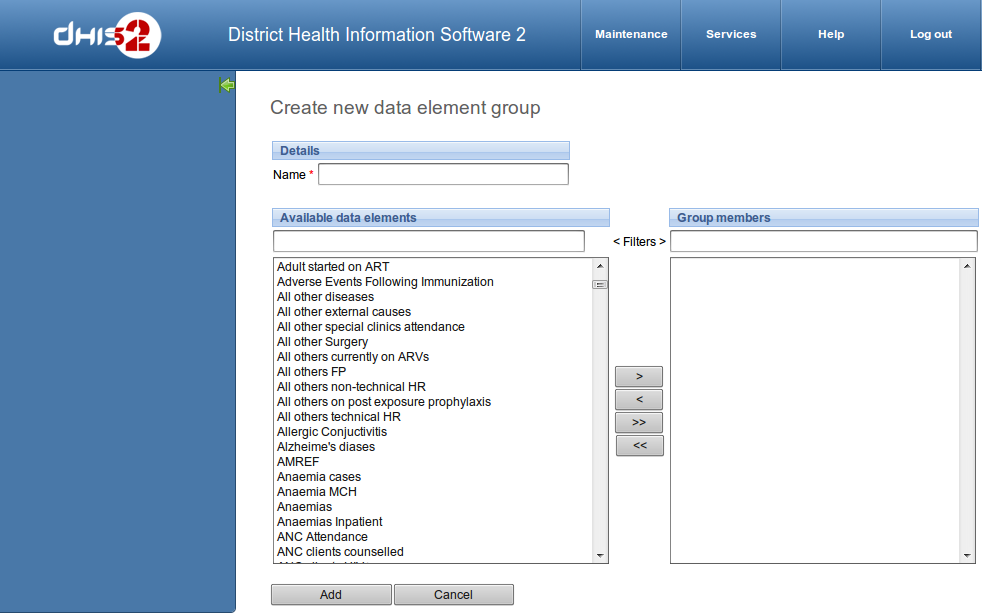 dHIS2
District Health Information Software 2
Maintenance
Services
Help
Log out
Create new data element group
Details
Name *
Available data elements
Group members
< Filters >
Adult started on ART
Adverse Events Following Immunization
All other diseases
All other external causes
All other special clinics attendance
All other Surgery
All others currently on ARVs
All others FP
All others non-technical HR
All others on post exposure prophylaxis
All others technical HR
Allergic Conjuctivitis
Alzheime's diases
AMREF
Anaemia cases
Anaemia MCH
Anaemias
Anaemias Inpatient
ANC Attendance
ANC clients counselled
>
<
>>
<<
Add
Cancel